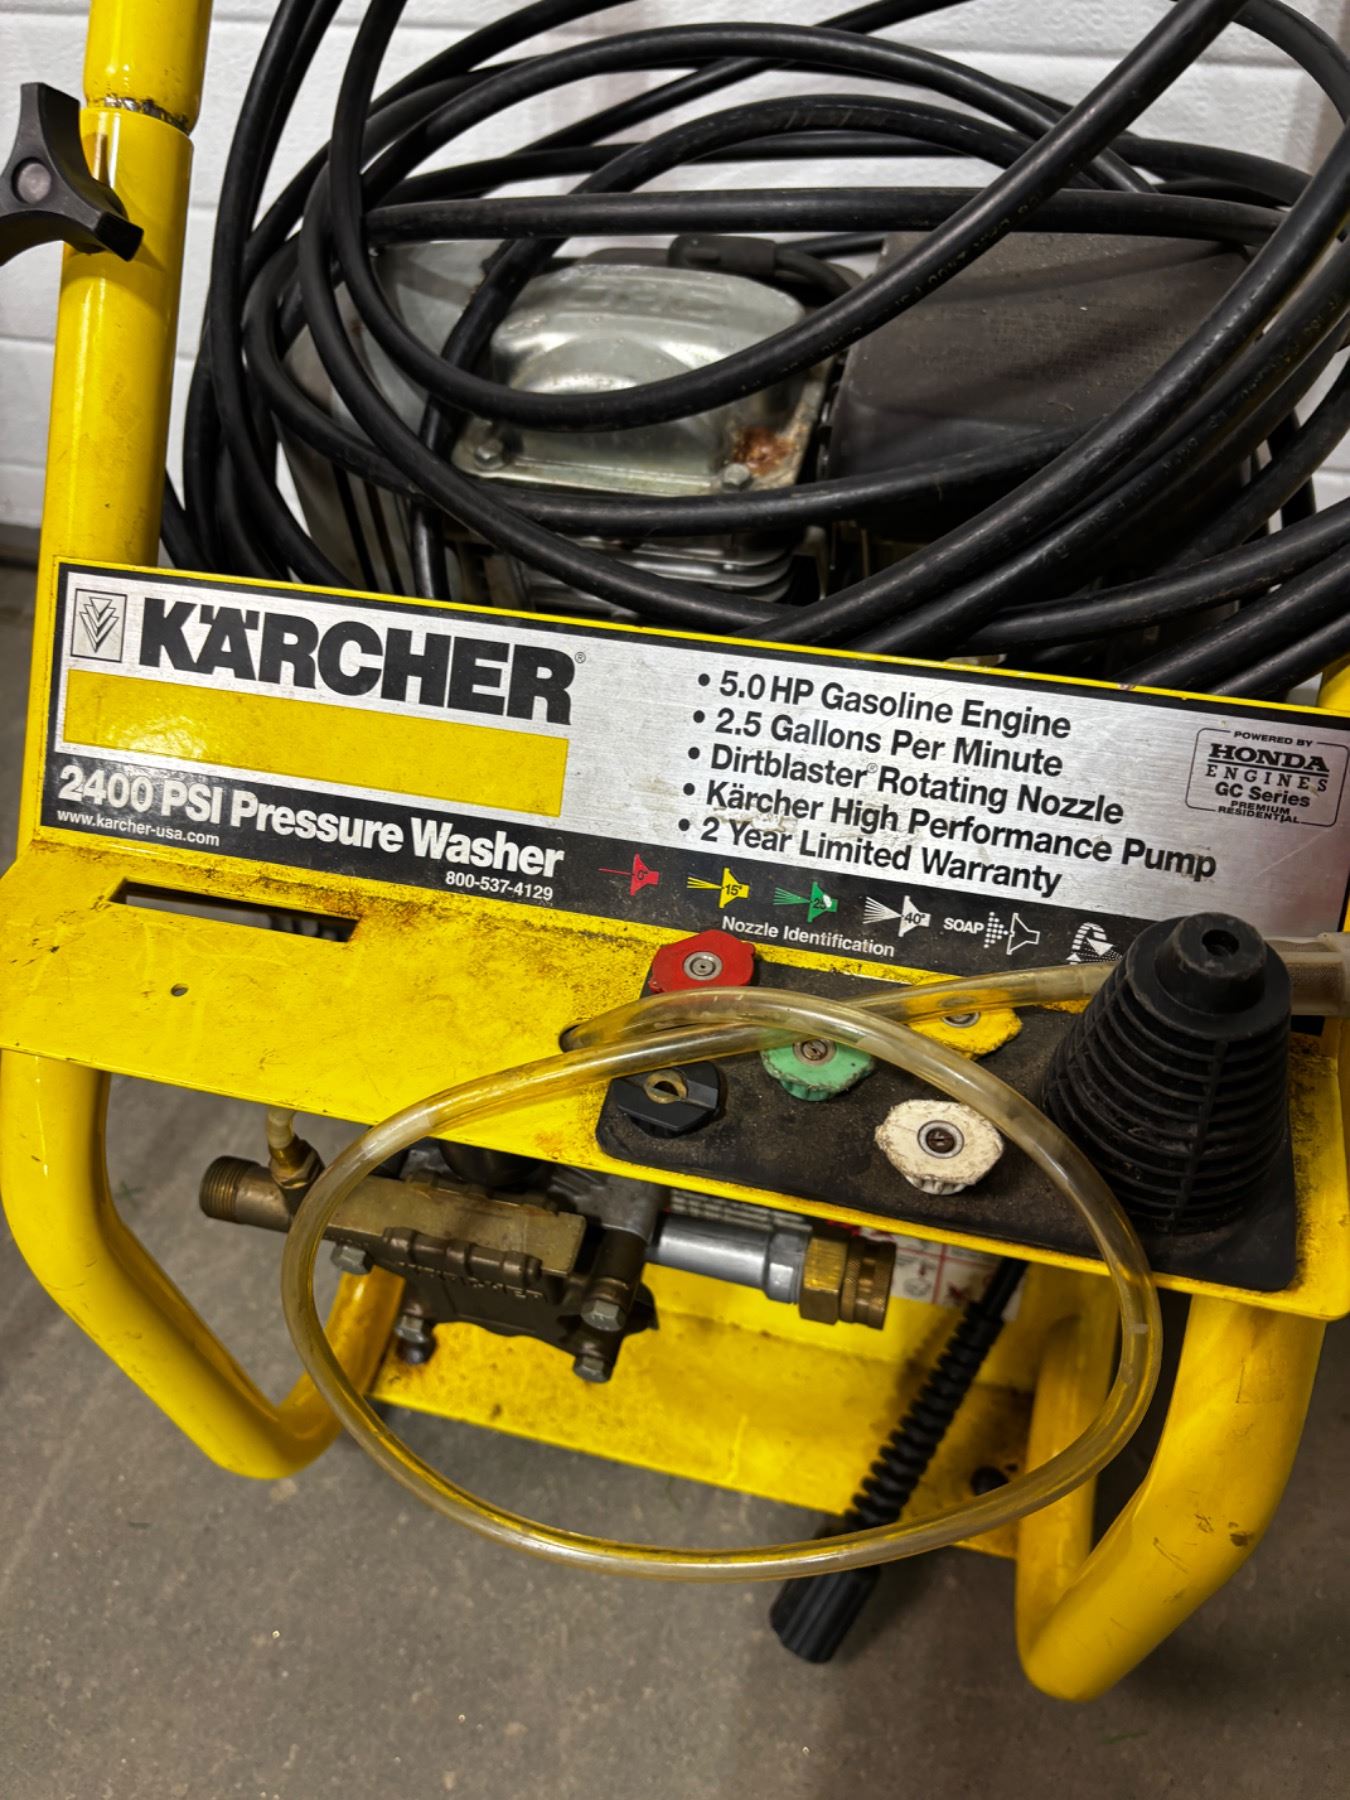 KÄRCHER®
2400 PSI Pressure Washer
www.karcher-usa.com
800-537-4129
• 5.0 HP Gasoline Engine
• 2.5 Gallons Per Minute
• Dirtblaster® Rotating Nozzle
• Kärcher High Performance Pump
• 2 Year Limited Warranty
POWERED BY
HONDA
ENGINES
GC Series
PREMIUM
RESIDENTIAL
0° 15° 25° 40° SOAP
Nozzle Identification